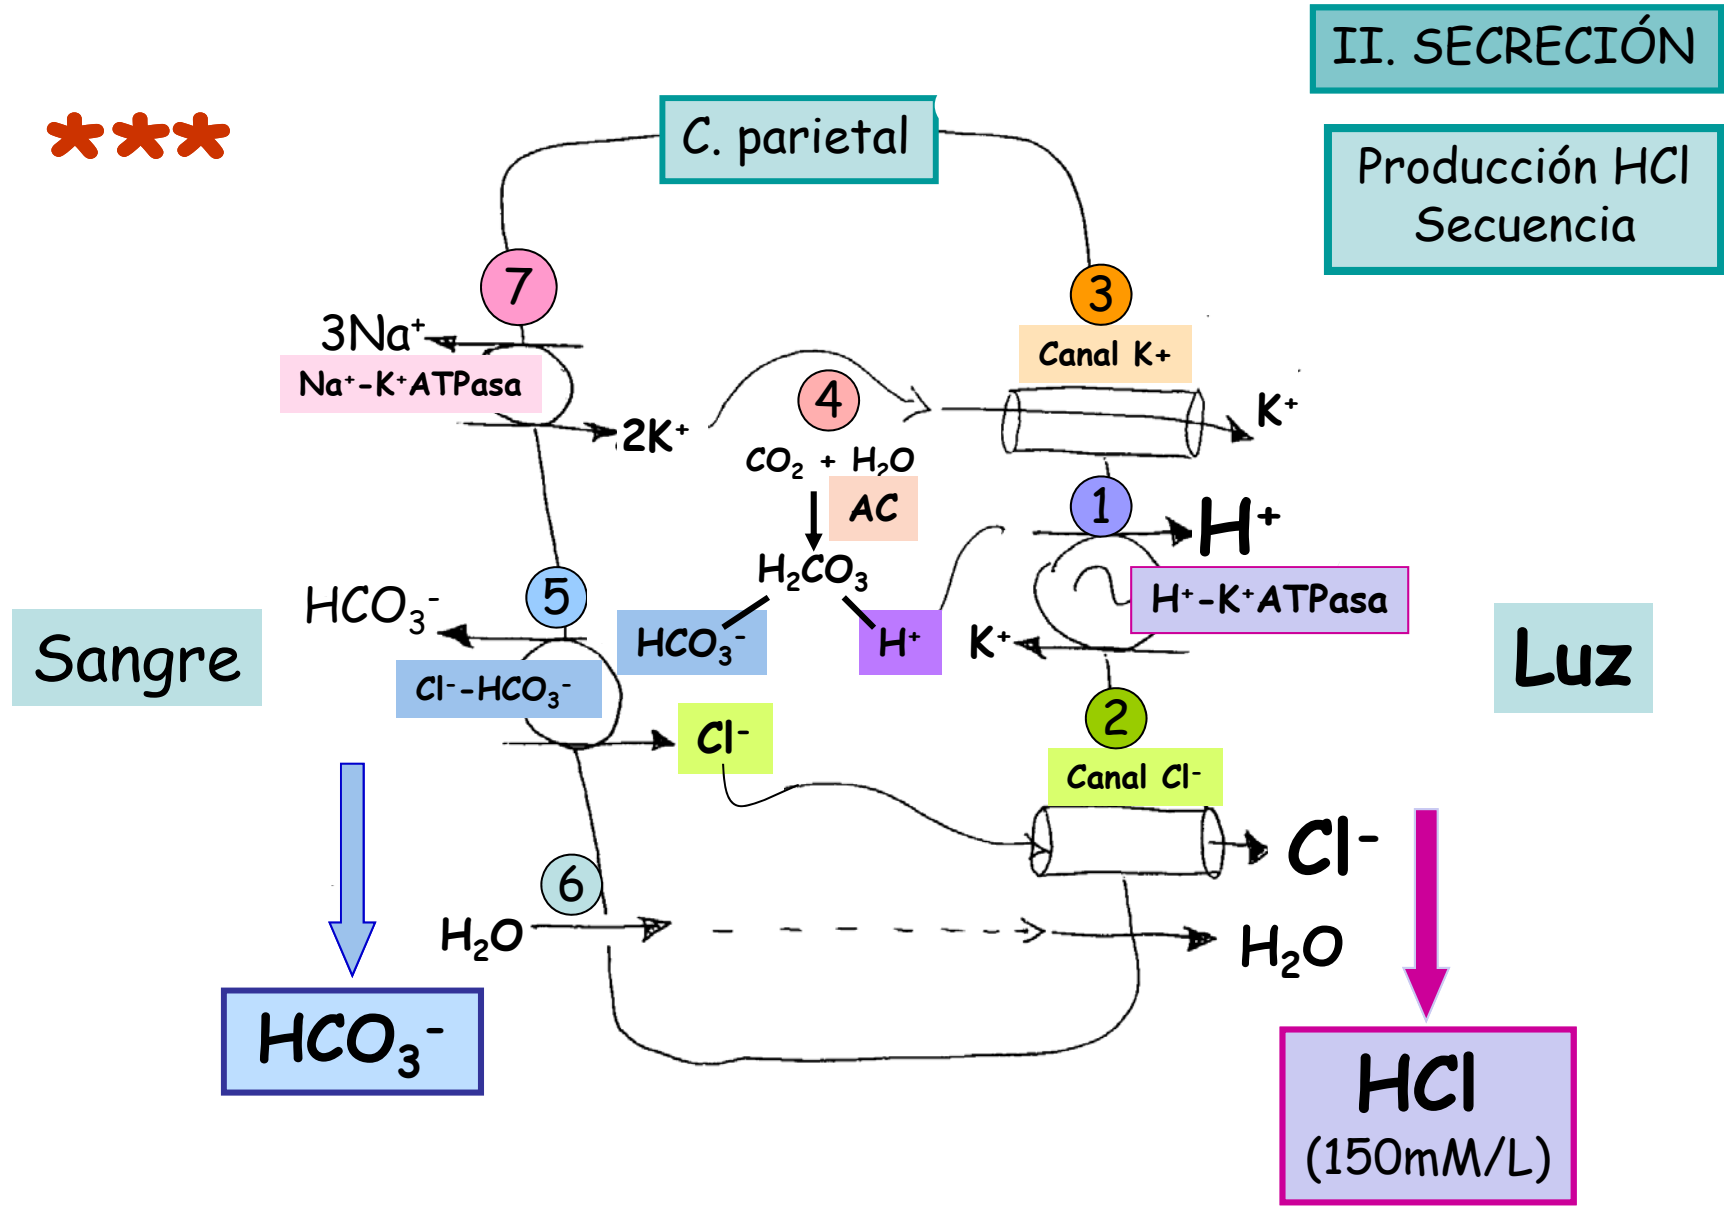 II. SECRECIÓN
Producción HCl
Secuencia
***
C. parietal
7
3Na⁺
Na⁺-K⁺ATPasa
2K⁺
3
Canal K+
K⁺
4
CO₂ + H₂O
AC
H₂CO₃
HCO₃⁻
H⁺
1
H⁺
H⁺-K⁺ATPasa
K⁺
5
HCO₃⁻
Cl⁻-HCO₃⁻
Cl⁻
Sangre
Luz
2
Canal Cl⁻
Cl⁻
6
H₂O
H₂O
HCO₃⁻
HCl
(150mM/L)